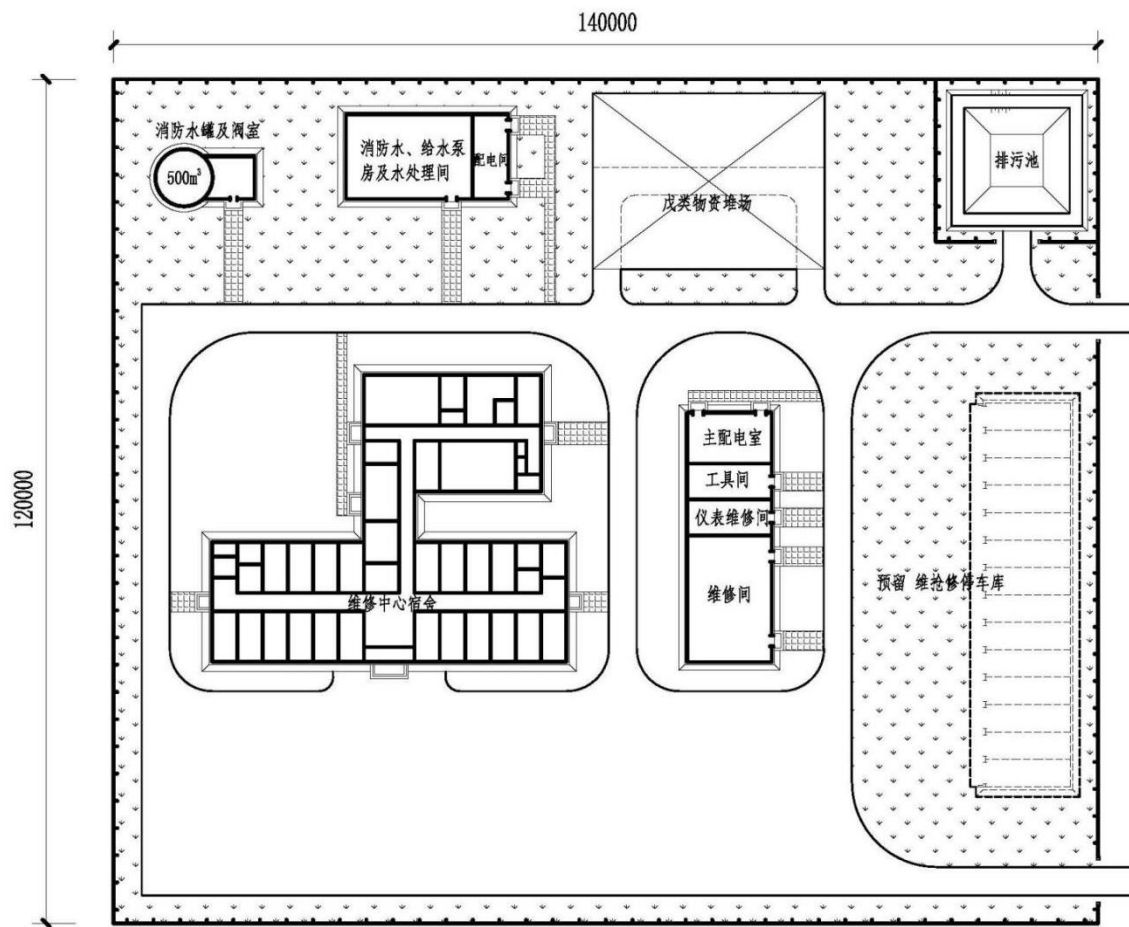 140000
120000
消防水罐及阀室
500m³
消防水、给水泵
房及水处理间
配电间
戊类物资堆场
排污池
主配电室
工具间
仪表维修间
维修间
维修中心宿舍
预留 维抢修停车库